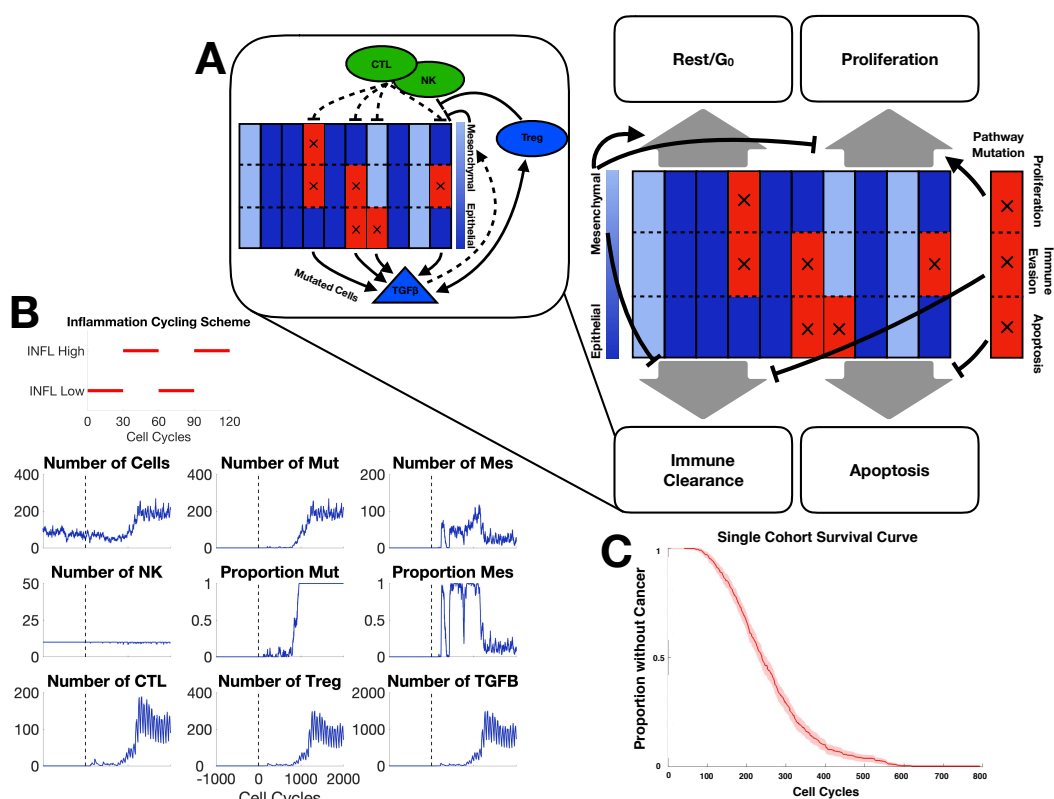 A
CTL
NK
Treg
Mesenchymal
Epithelial
× 
× × ×
× ×
Mutated Cells
TGFβ
Rest/G₀
Proliferation
Pathway
Mutation
Mesenchymal
Epithelial
× 
× × ×
× ×
×
×
×
Proliferation
Immune
Evasion
Apoptosis
Immune
Clearance
Apoptosis
B
Inflammation Cycling Scheme
INFL High
INFL Low
0 30 60 90 120
Cell Cycles
Number of Cells
400
200
0
Number of Mut
400
200
0
Number of Mes
200
100
0
Number of NK
50
25
0
Proportion Mut
1
0.5
0
Proportion Mes
1
0.5
0
Number of CTL
200
100
0
Number of Treg
400
200
0
-1000 0 1000 2000
Cell Cycles
Number of TGFB
2000
1000
0
C
Single Cohort Survival Curve
Proportion without Cancer
1
0.5
0
0 100 200 300 400 500 600 700 800
Cell Cycles